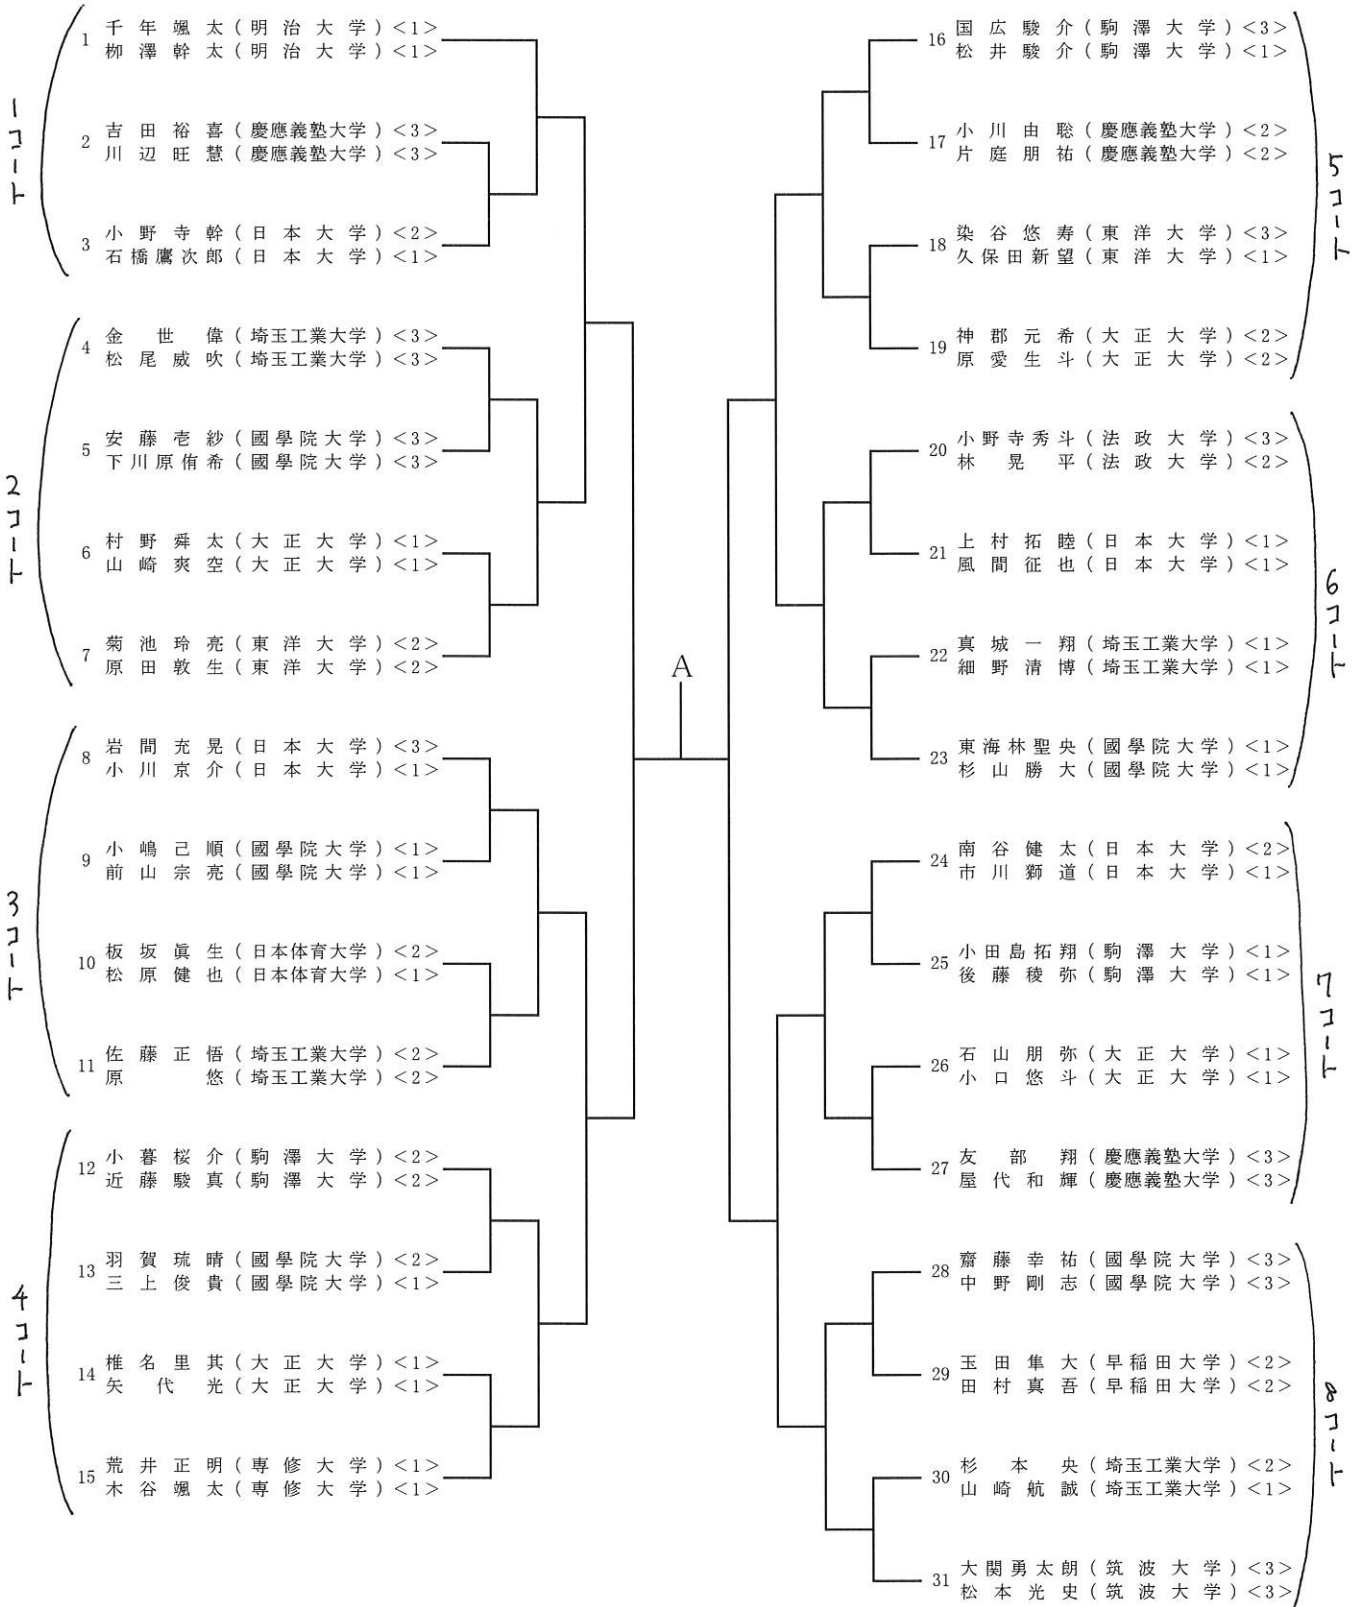 1コート
1 千年颯太(明治大学)<1>
栁澤幹太(明治大学)<1>
2 吉田裕喜(慶應義塾大学)<3>
川辺旺慧(慶應義塾大学)<3>
3 小野寺幹(日本大学)<2>
石橋鷹次郎(日本大学)<1>
2コート
4 金世偉(埼玉工業大学)<3>
松尾威吹(埼玉工業大学)<3>
5 安藤壱紗(國學院大学)<3>
下川原侑希(國學院大学)<3>
6 村野舜太(大正大学)<1>
山崎爽空(大正大学)<1>
7 菊池玲亮(東洋大学)<2>
原田敦生(東洋大学)<2>
3コート
8 岩間充晃(日本大学)<3>
小川京介(日本大学)<1>
9 小嶋己順(國學院大学)<1>
前山宗亮(國學院大学)<1>
10 板坂眞生(日本体育大学)<2>
松原健也(日本体育大学)<1>
11 佐藤正悟(埼玉工業大学)<2>
原悠(埼玉工業大学)<2>
4コート
12 小暮桜介(駒澤大学)<2>
近藤駿真(駒澤大学)<2>
13 羽賀琉晴(國學院大学)<2>
三上俊貴(國學院大学)<1>
14 椎名里其(大正大学)<1>
矢代光(大正大学)<1>
15 荒井正明(専修大学)<1>
木谷颯太(専修大学)<1>
A
5コート
16 国広駿介(駒澤大学)<3>
松井駿介(駒澤大学)<1>
17 小川由聡(慶應義塾大学)<2>
片庭朋祐(慶應義塾大学)<2>
18 染谷悠寿(東洋大学)<3>
久保田新望(東洋大学)<1>
19 神郡元希(大正大学)<2>
原愛生斗(大正大学)<2>
6コート
20 小野寺秀斗(法政大学)<3>
林晃平(法政大学)<2>
21 上村拓睦(日本大学)<1>
風間征也(日本大学)<1>
22 真城一翔(埼玉工業大学)<1>
細野清博(埼玉工業大学)<1>
23 東海林聖央(國學院大学)<1>
杉山勝大(國學院大学)<1>
7コート
24 南谷健太(日本大学)<2>
市川獅道(日本大学)<1>
25 小田島拓翔(駒澤大学)<1>
後藤稜弥(駒澤大学)<1>
26 石山朋弥(大正大学)<1>
小口悠斗(大正大学)<1>
27 友部翔(慶應義塾大学)<3>
屋代和輝(慶應義塾大学)<3>
8コート
28 齋藤幸祐(國學院大学)<3>
中野剛志(國學院大学)<3>
29 玉田隼大(早稲田大学)<2>
田村真吾(早稲田大学)<2>
30 杉本央(埼玉工業大学)<2>
山崎航誠(埼玉工業大学)<1>
31 大関勇太朗(筑波大学)<3>
松本光史(筑波大学)<3>